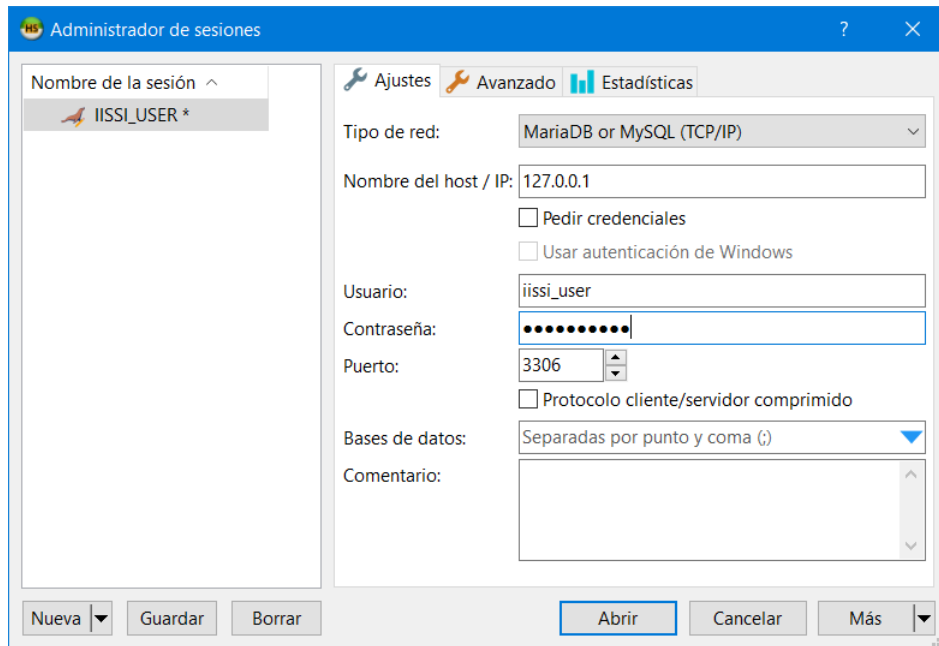 HS Administrador de sesiones ?
Nombre de la sesión
IISSI_USER *
Ajustes Avanzado Estadísticas
Tipo de red: MariaDB or MySQL (TCP/IP)
Nombre del host / IP: 127.0.0.1
Pedir credenciales
Usar autenticación de Windows
Usuario: iissi_user
Contraseña: ●●●●●●●●●●
Puerto: 3306
Protocolo cliente/servidor comprimido
Bases de datos: Separadas por punto y coma (;)
Comentario:
Nueva Guardar Borrar Abrir Cancelar Más